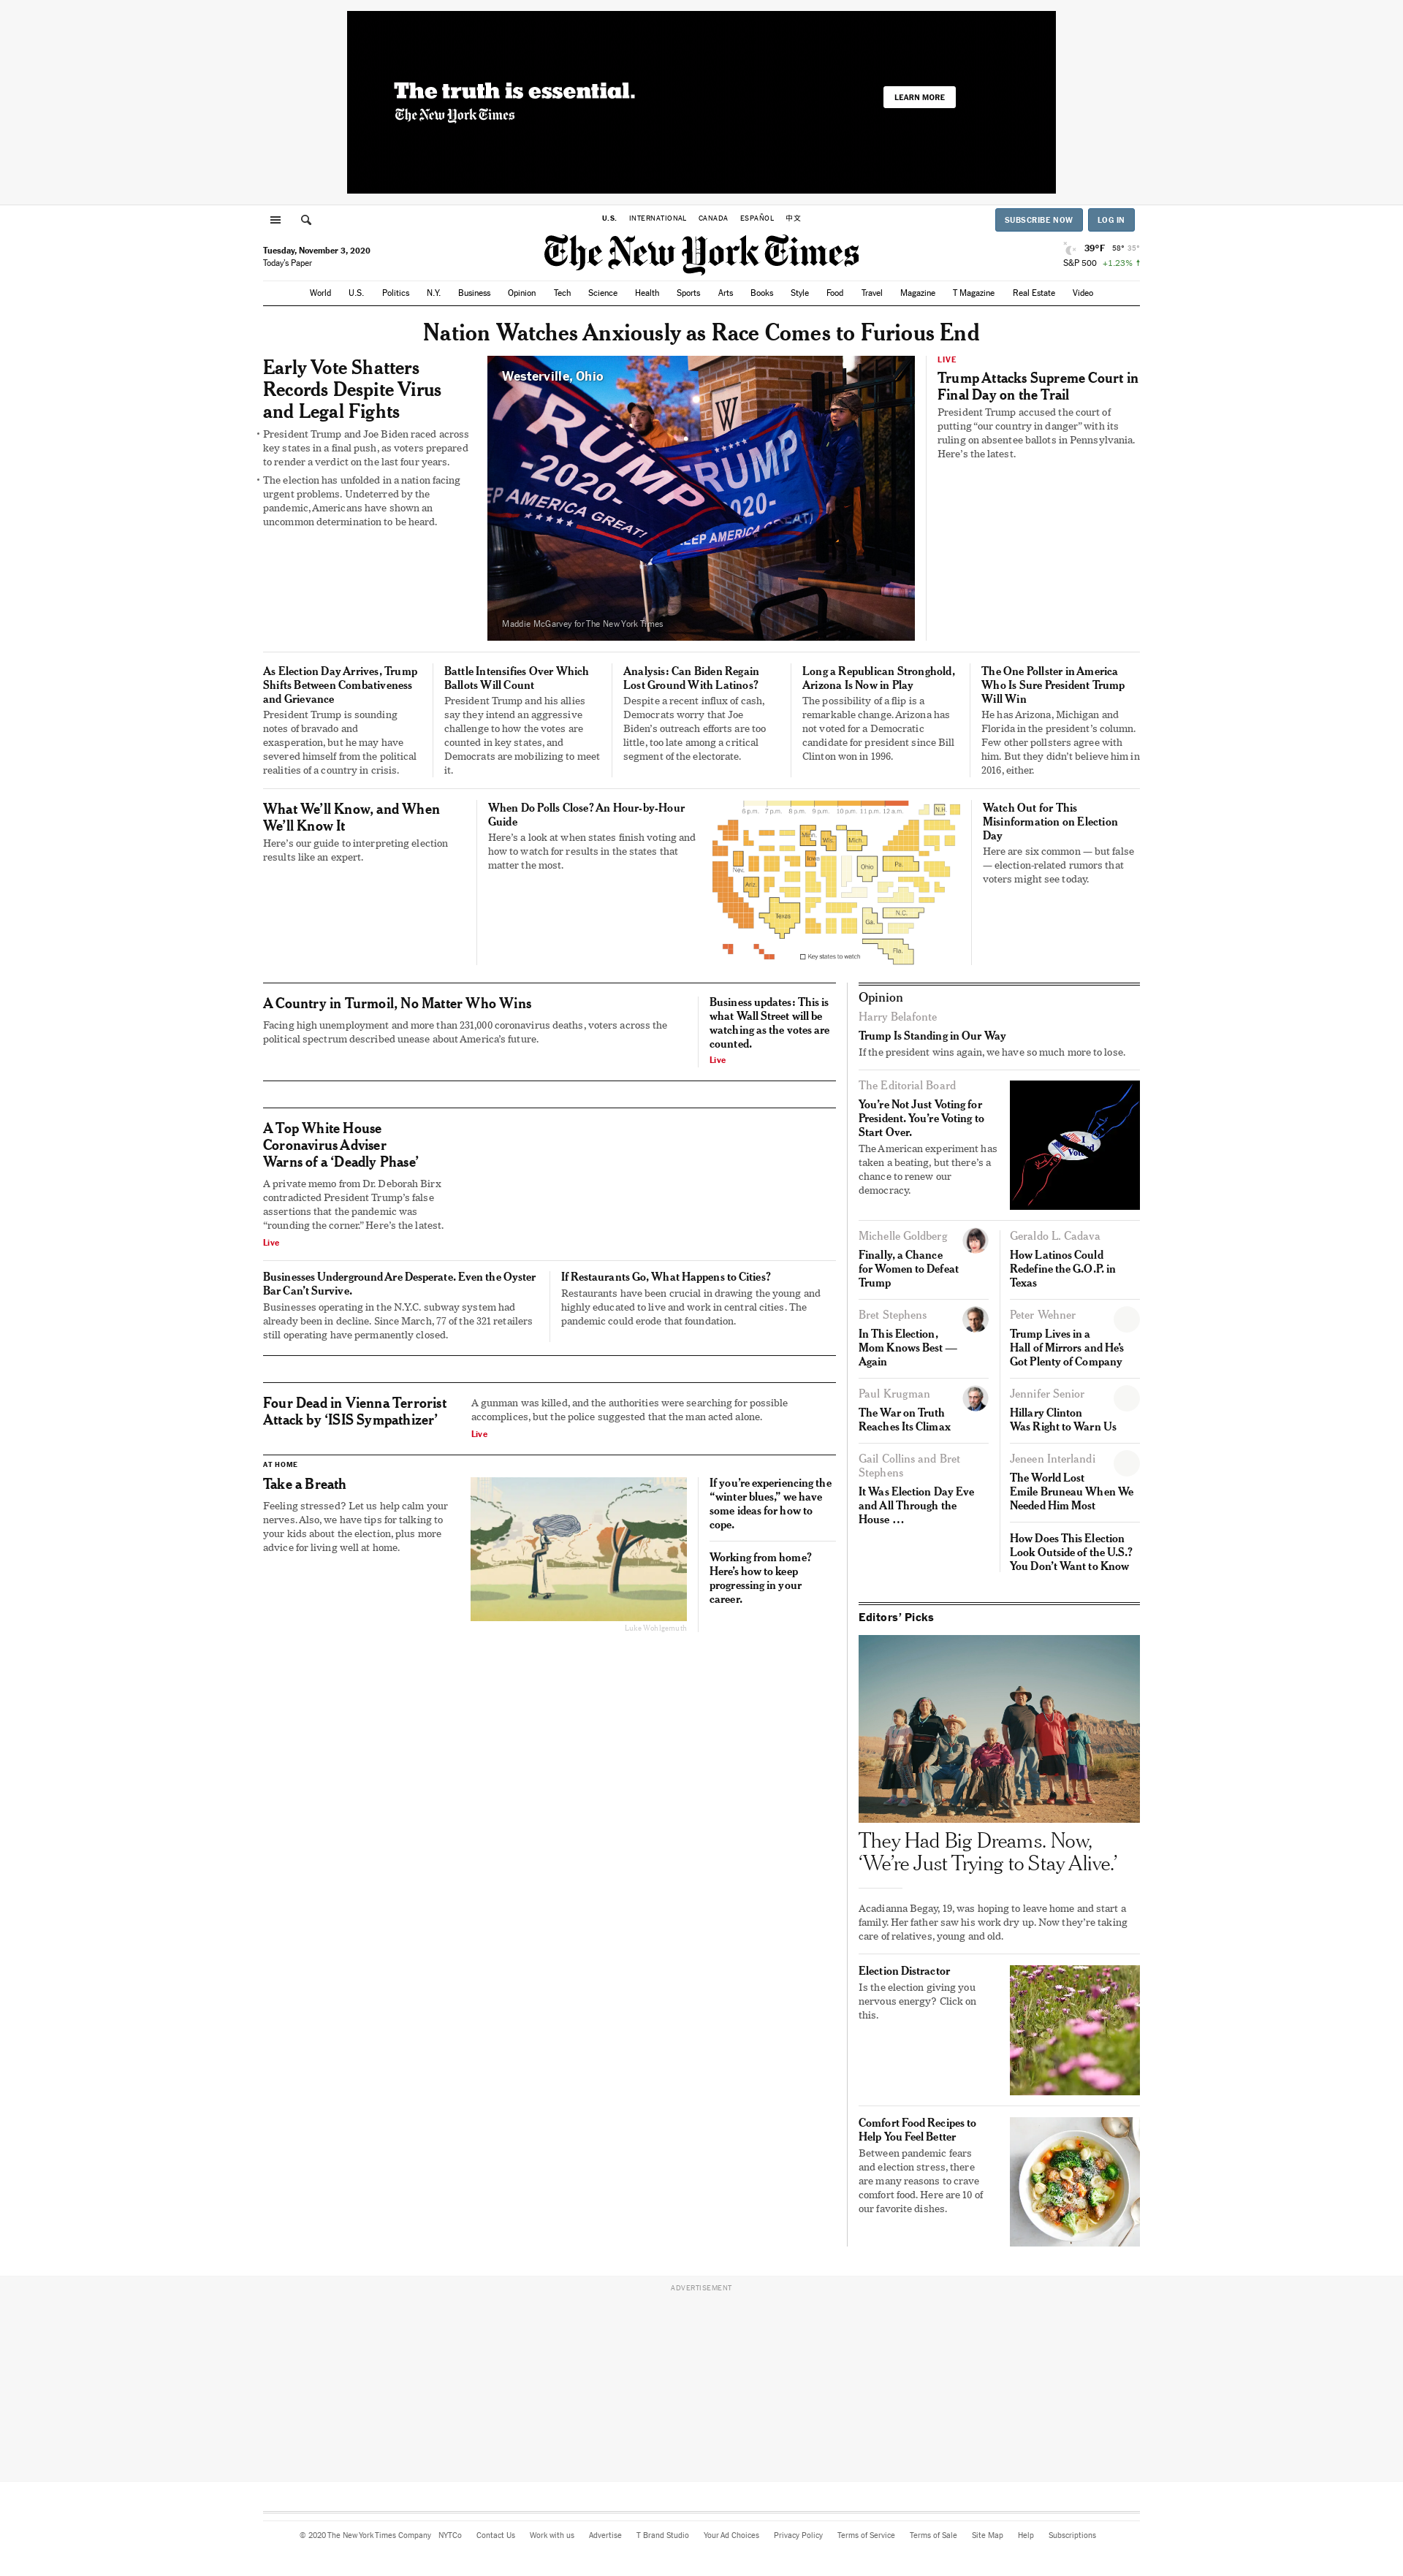 The truth is essential.
The New York Times
LEARN MORE
U.S. INTERNATIONAL CANADA ESPAÑOL 中文
SUBSCRIBE NOW LOG IN
Tuesday, November 3, 2020
Today's Paper
The New York Times
39°F 58° 35°
S&P 500 +1.23% ↑
World U.S. Politics N.Y. Business Opinion Tech Science Health Sports Arts Books Style Food Travel Magazine T Magazine Real Estate Video
Nation Watches Anxiously as Race Comes to Furious End
Early Vote Shatters
Records Despite Virus
and Legal Fights
• President Trump and Joe Biden raced across
key states in a final push, as voters prepared
to render a verdict on the last four years.
• The election has unfolded in a nation facing
urgent problems. Undeterred by the
pandemic, Americans have shown an
uncommon determination to be heard.
Westerville, Ohio
TRUMP
-2020-
MAKE AMERICA GREAT!
TRUMP
-2020-
KEEP AMERICA GREAT!
W
Maddie McGarvey for The New York Times
LIVE
Trump Attacks Supreme Court in
Final Day on the Trail
President Trump accused the court of
putting “our country in danger” with its
ruling on absentee ballots in Pennsylvania.
Here’s the latest.
As Election Day Arrives, Trump
Shifts Between Combativeness
and Grievance
President Trump is sounding
notes of bravado and
exasperation, but he may have
severed himself from the political
realities of a country in crisis.
Battle Intensifies Over Which
Ballots Will Count
President Trump and his allies
say they intend an aggressive
challenge to how the votes are
counted in key states, and
Democrats are mobilizing to meet
it.
Analysis: Can Biden Regain
Lost Ground With Latinos?
Despite a recent influx of cash,
Democrats worry that Joe
Biden’s outreach efforts are too
little, too late among a critical
segment of the electorate.
Long a Republican Stronghold,
Arizona Is Now in Play
The possibility of a flip is a
remarkable change. Arizona has
not voted for a Democratic
candidate for president since Bill
Clinton won in 1996.
The One Pollster in America
Who Is Sure President Trump
Will Win
He has Arizona, Michigan and
Florida in the president’s column.
Few other pollsters agree with
him. But they didn’t believe him in
2016, either.
What We’ll Know, and When
We’ll Know It
Here’s our guide to interpreting election
results like an expert.
When Do Polls Close? An Hour-by-Hour
Guide
Here’s a look at when states finish voting and
how to watch for results in the states that
matter the most.
6 p.m. 7 p.m. 8 p.m. 9 p.m. 10 p.m. 11 p.m. 12 a.m.
N.H.
Minn.
Wis.
Mich.
Iowa
Nev.
Ohio
Pa.
Ariz.
Texas
N.C.
Ga.
Fla.
Key states to watch
Watch Out for This
Misinformation on Election
Day
Here are six common — but false
— election-related rumors that
voters might see today.
A Country in Turmoil, No Matter Who Wins
Facing high unemployment and more than 231,000 coronavirus deaths, voters across the
political spectrum described unease about America’s future.
Business updates: This is
what Wall Street will be
watching as the votes are
counted.
Live
A Top White House
Coronavirus Adviser
Warns of a ‘Deadly Phase’
A private memo from Dr. Deborah Birx
contradicted President Trump’s false
assertions that the pandemic was
“rounding the corner.” Here’s the latest.
Live
Businesses Underground Are Desperate. Even the Oyster
Bar Can’t Survive.
Businesses operating in the N.Y.C. subway system had
already been in decline. Since March, 77 of the 321 retailers
still operating have permanently closed.
If Restaurants Go, What Happens to Cities?
Restaurants have been crucial in drawing the young and
highly educated to live and work in central cities. The
pandemic could erode that foundation.
Four Dead in Vienna Terrorist
Attack by ‘ISIS Sympathizer’
A gunman was killed, and the authorities were searching for possible
accomplices, but the police suggested that the man acted alone.
Live
AT HOME
Take a Breath
Feeling stressed? Let us help calm your
nerves. Also, we have tips for talking to
your kids about the election, plus more
advice for living well at home.
Luke Wohlgemuth
If you’re experiencing the
“winter blues,” we have
some ideas for how to
cope.
Working from home?
Here’s how to keep
progressing in your
career.
Opinion
Harry Belafonte
Trump Is Standing in Our Way
If the president wins again, we have so much more to lose.
The Editorial Board
You’re Not Just Voting for
President. You’re Voting to
Start Over.
The American experiment has
taken a beating, but there’s a
chance to renew our
democracy.
I
Voted
Michelle Goldberg
Finally, a Chance
for Women to Defeat
Trump
Bret Stephens
In This Election,
Mom Knows Best —
Again
Paul Krugman
The War on Truth
Reaches Its Climax
Gail Collins and Bret
Stephens
It Was Election Day Eve
and All Through the
House …
Geraldo L. Cadava
How Latinos Could
Redefine the G.O.P. in
Texas
Peter Wehner
Trump Lives in a
Hall of Mirrors and He’s
Got Plenty of Company
Jennifer Senior
Hillary Clinton
Was Right to Warn Us
Jeneen Interlandi
The World Lost
Emile Bruneau When We
Needed Him Most
How Does This Election
Look Outside of the U.S.?
You Don’t Want to Know
Editors’ Picks
They Had Big Dreams. Now,
‘We’re Just Trying to Stay Alive.’
Acadianna Begay, 19, was hoping to leave home and start a
family. Her father saw his work dry up. Now they’re taking
care of relatives, young and old.
Election Distractor
Is the election giving you
nervous energy? Click on
this.
Comfort Food Recipes to
Help You Feel Better
Between pandemic fears
and election stress, there
are many reasons to crave
comfort food. Here are 10 of
our favorite dishes.
ADVERTISEMENT
© 2020 The New York Times Company NYTCo Contact Us Work with us Advertise T Brand Studio Your Ad Choices Privacy Policy Terms of Service Terms of Sale Site Map Help Subscriptions